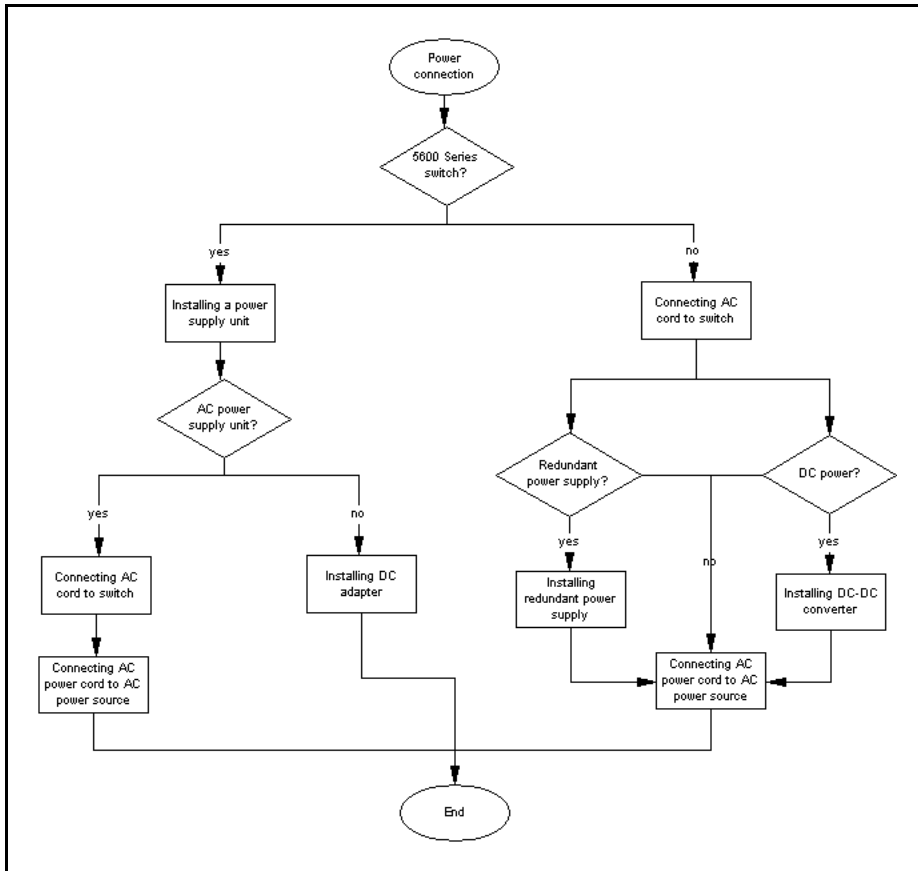 Power
connection
5600 Series
switch?
yes
no
Installing a power
supply unit
Connecting AC
cord to switch
AC power
supply unit?
Redundant
power supply?
DC power?
yes
no
yes
no
yes
Connecting AC
cord to switch
Installing DC
adapter
Installing
redundant power
supply
Installing DC-DC
converter
Connecting AC
power cord to AC
power source
Connecting AC
power cord to AC
power source
End